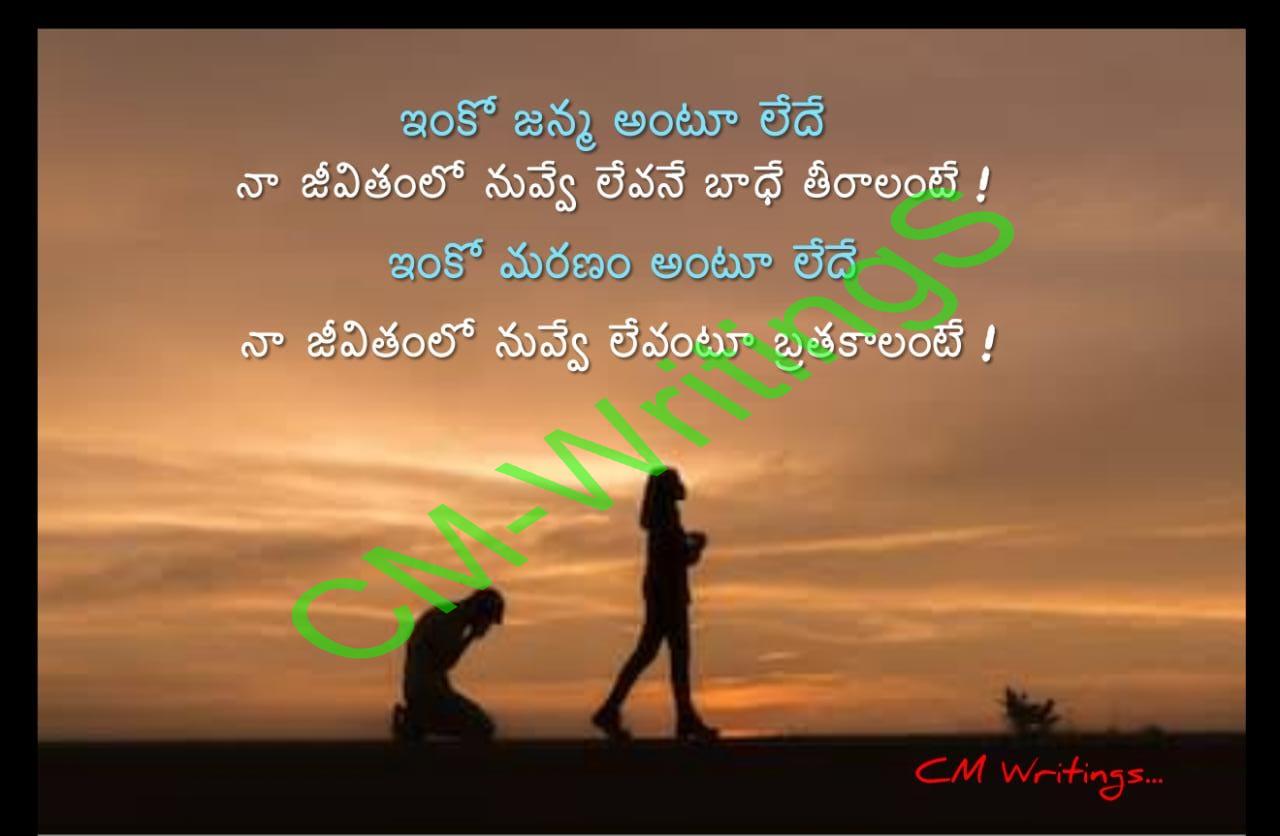 ఇంకో జన్మ అంటూ లేదే
నా జీవితంలో నువ్వే లేవనే బాధే తీరాలంటే !
ఇంకో మరణం అంటూ లేదే
నా జీవితంలో నువ్వే లేవంటూ బ్రతకాలంటే !
CM-WritingS
CM Writings...